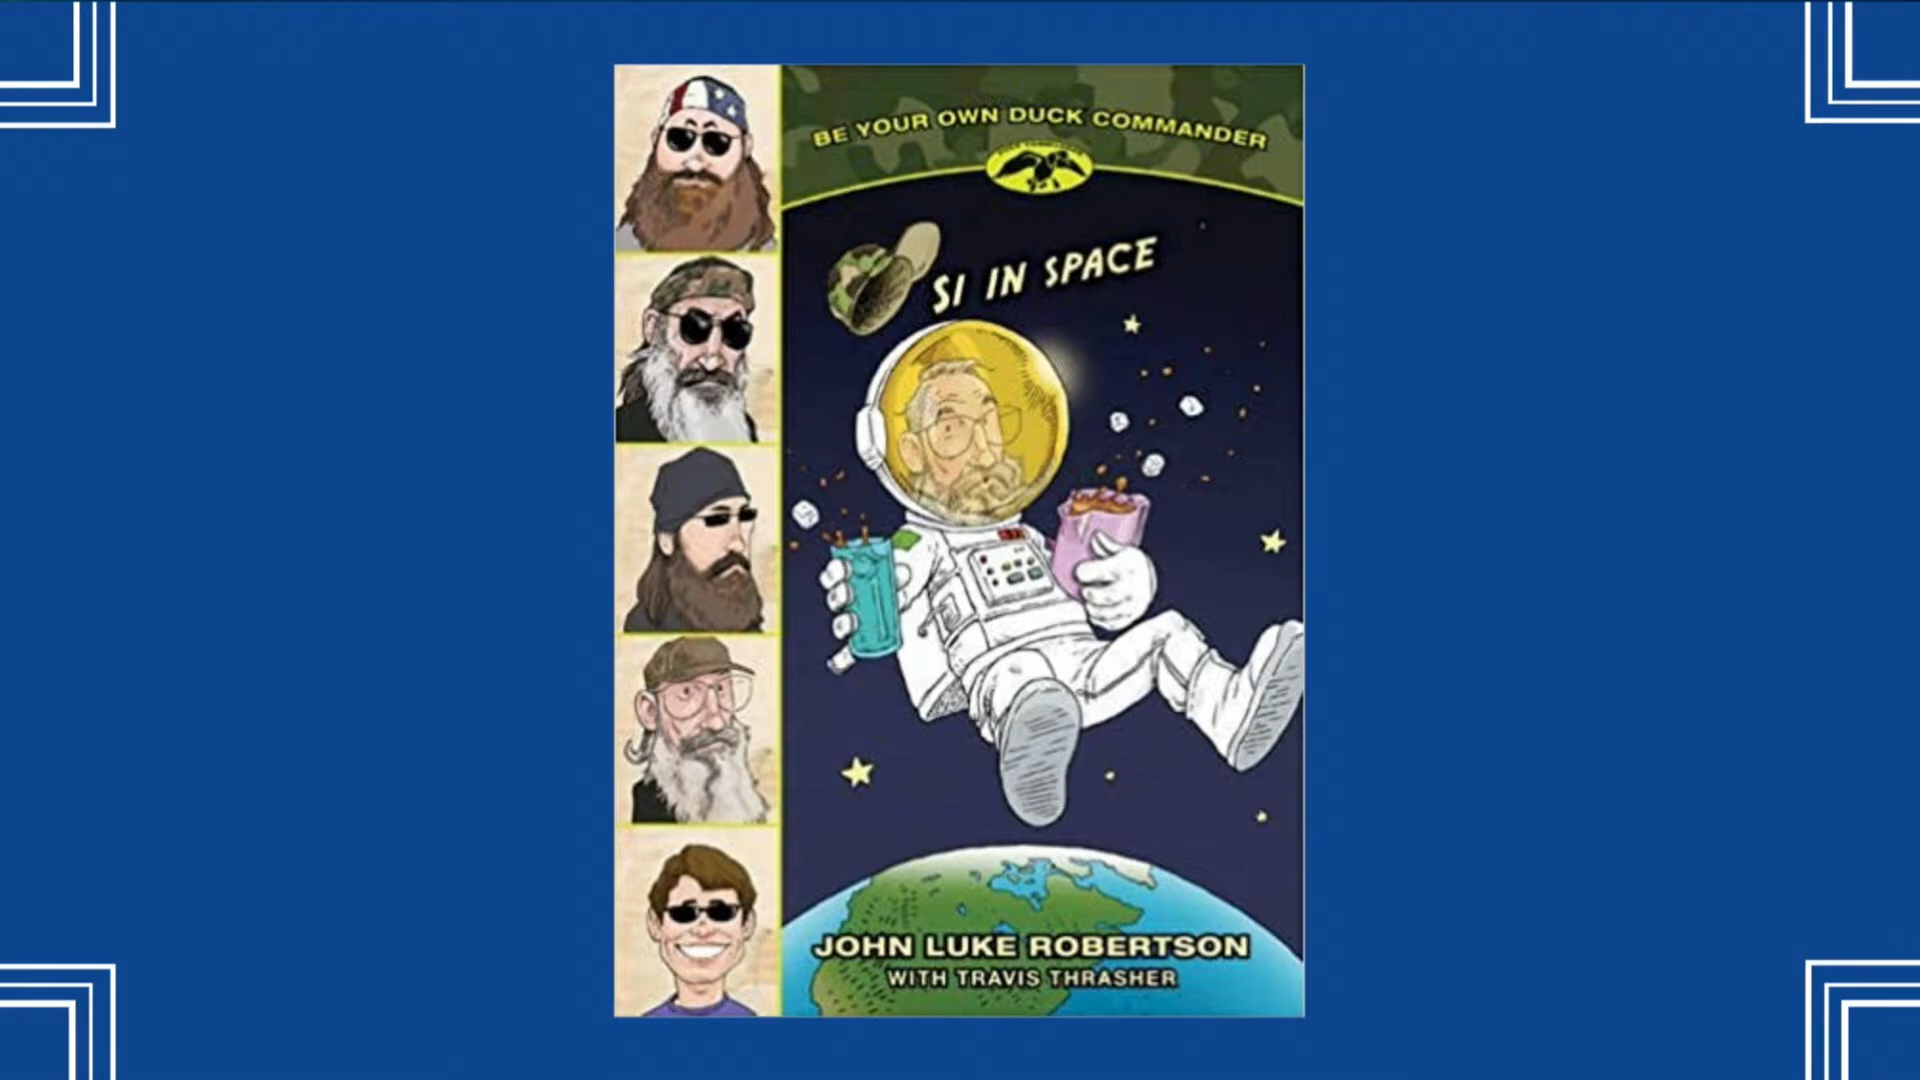 BE YOUR OWN DUCK COMMANDER
SI IN SPACE
JOHN LUKE ROBERTSON
WITH TRAVIS THRASHER